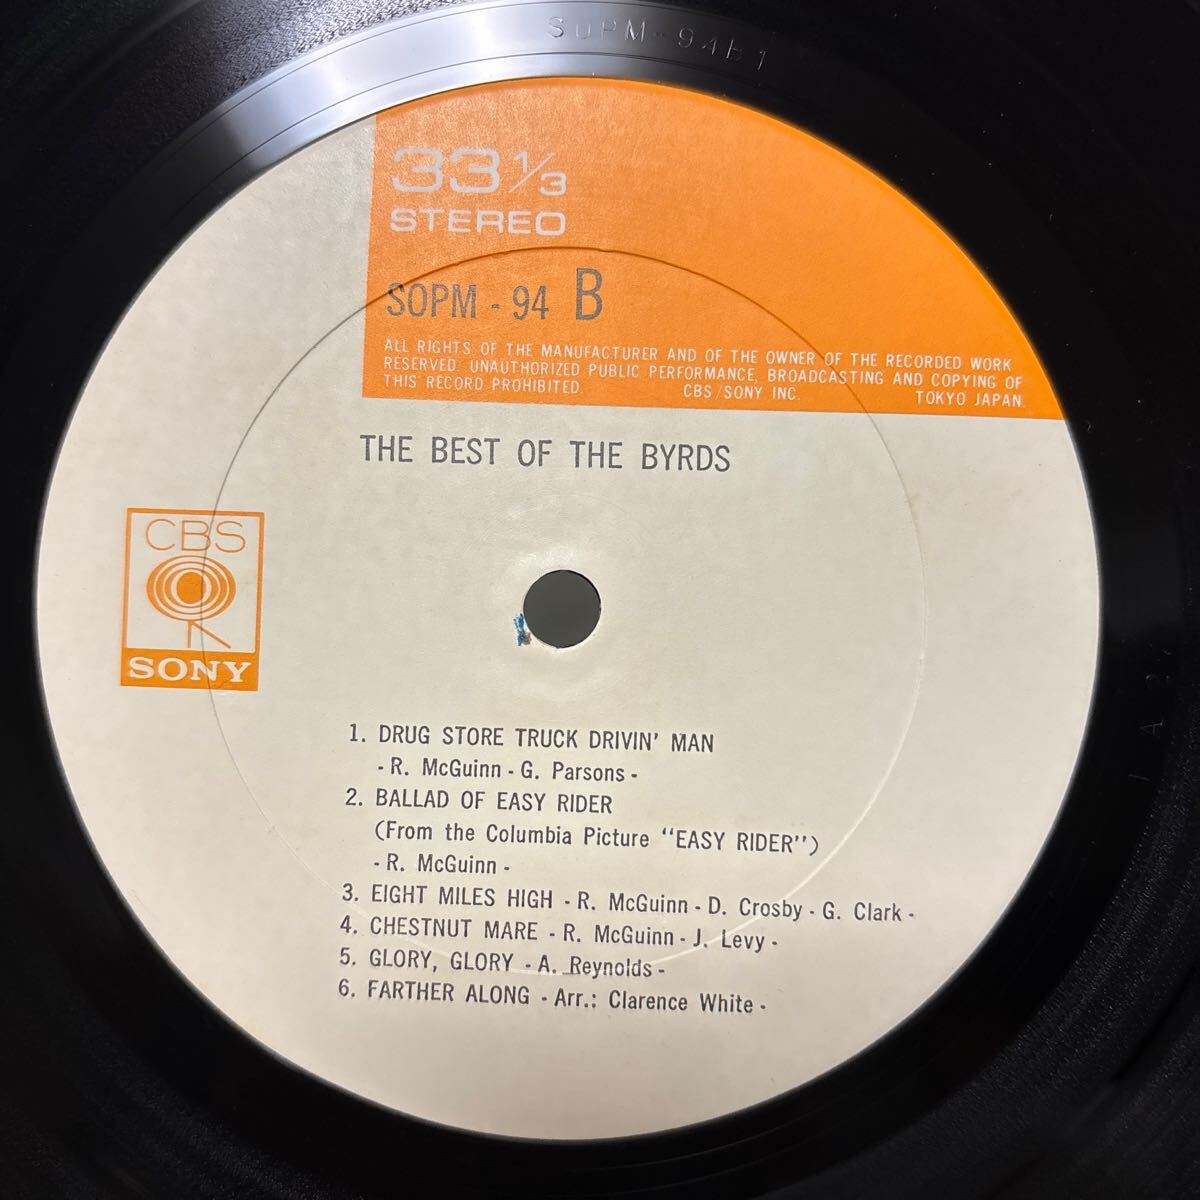 SOPM-94B1
33 1/3
STEREO
SOPM - 94 B
ALL RIGHTS OF THE MANUFACTURER AND OF THE OWNER OF THE RECORDED WORK
RESERVED. UNAUTHORIZED PUBLIC PERFORMANCE, BROADCASTING AND COPYING OF
THIS RECORD PROHIBITED. CBS/SONY INC. TOKYO JAPAN.
THE BEST OF THE BYRDS
CBS
SONY
1. DRUG STORE TRUCK DRIVIN' MAN
- R. McGuinn - G. Parsons -
2. BALLAD OF EASY RIDER
(From the Columbia Picture "EASY RIDER")
- R. McGuinn -
3. EIGHT MILES HIGH - R. McGuinn - D. Crosby - G. Clark -
4. CHESTNUT MARE - R. McGuinn - J. Levy -
5. GLORY, GLORY - A. Reynolds -
6. FARTHER ALONG - Arr.: Clarence White -
1 A 2